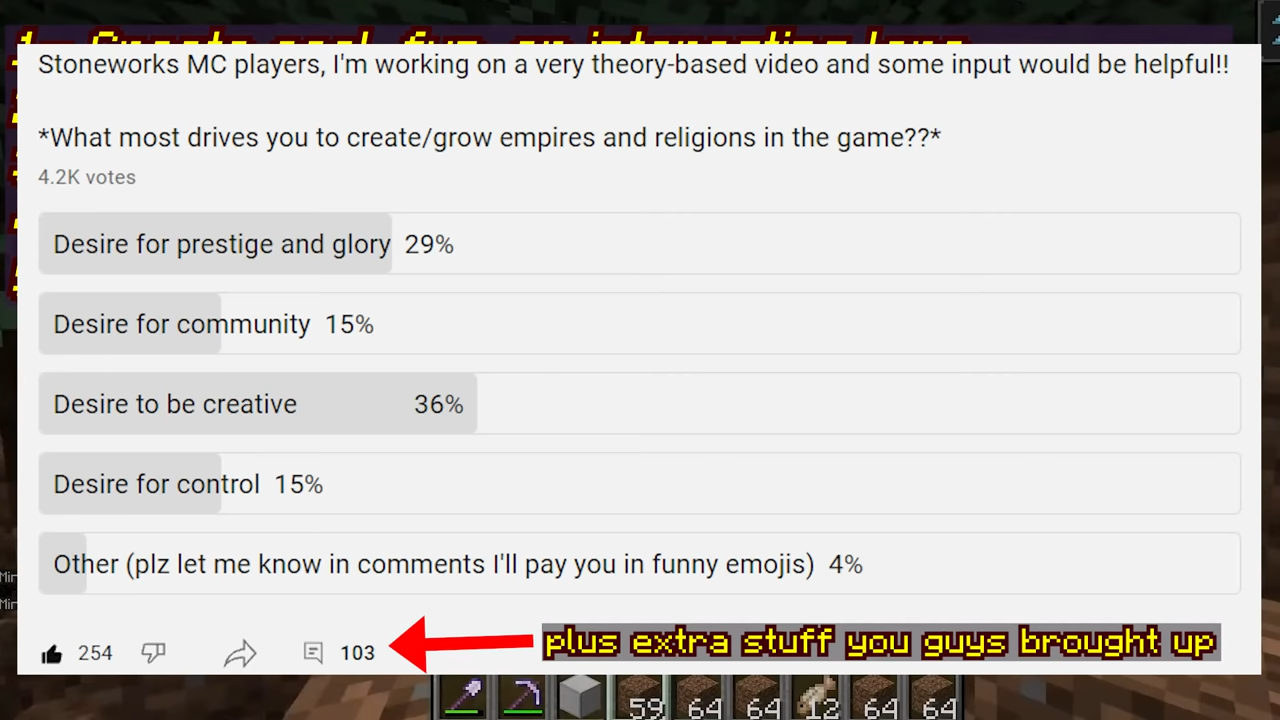 Stoneworks MC players, I'm working on a very theory-based video and some input would be helpful!!
*What most drives you to create/grow empires and religions in the game??*
4.2K votes
Desire for prestige and glory 29%
Desire for community 15%
Desire to be creative 36%
Desire for control 15%
Other (plz let me know in comments I'll pay you in funny emojis) 4%
254 103
plus extra stuff you guys brought up
59 64 64 12 64 64